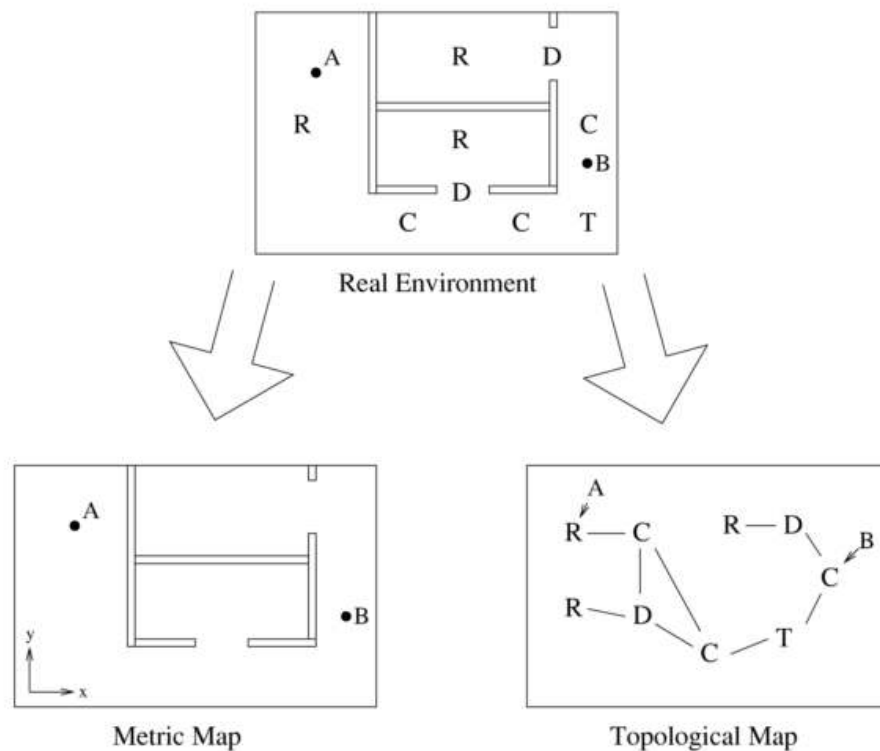 A R D
R C
R
B
D
C C T
Real Environment
A
B
y
x
Metric Map
A
R C R D
B
C
R D
T
C
Topological Map